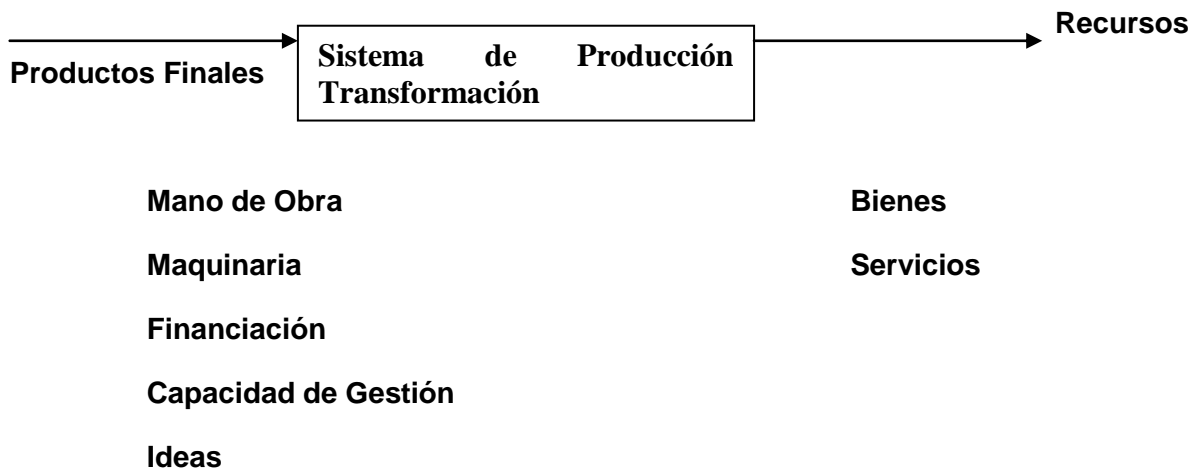 Recursos
Productos Finales
Sistema de Producción
Transformación
Mano de Obra
Bienes
Maquinaria
Servicios
Financiación
Capacidad de Gestión
Ideas